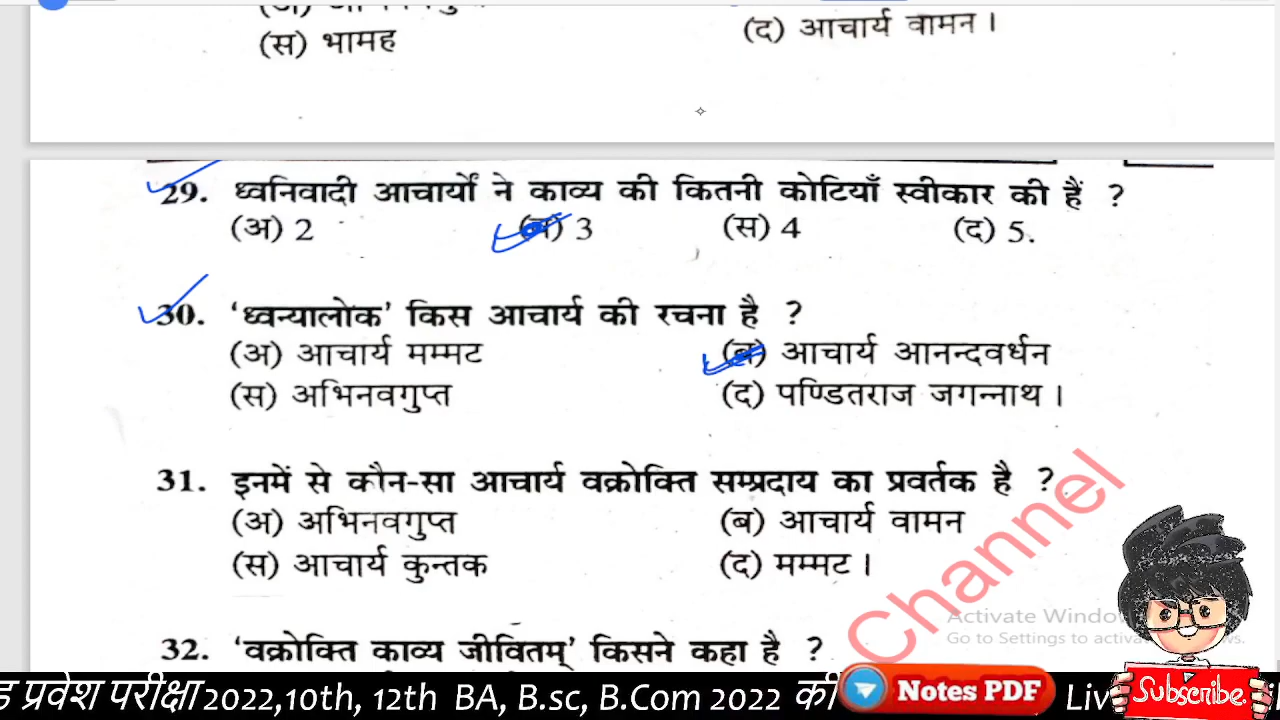 (स) भामह
(द) आचार्य वामन ।
29. ध्वनिवादी आचार्यों ने काव्य की कितनी कोटियाँ स्वीकार की हैं ?
(अ) 2 (ब) 3 (स) 4 (द) 5.
30. 'ध्वन्यालोक' किस आचार्य की रचना है ?
(अ) आचार्य मम्मट (ब) आचार्य आनन्दवर्धन
(स) अभिनवगुप्त (द) पण्डितराज जगन्नाथ ।
31. इनमें से कौन-सा आचार्य वक्रोक्ति सम्प्रदाय का प्रवर्तक है ?
(अ) अभिनवगुप्त (ब) आचार्य वामन
(स) आचार्य कुन्तक (द) मम्मट ।
Channel
Activate Windo
Go to Settings to activa
32. 'वक्रोक्ति काव्य जीवितम्' किसने कहा है ?
प्रवेश परीक्षा 2022,10th, 12th BA, B.sc, B.Com 2022 की Notes PDF Liv
Subscribe